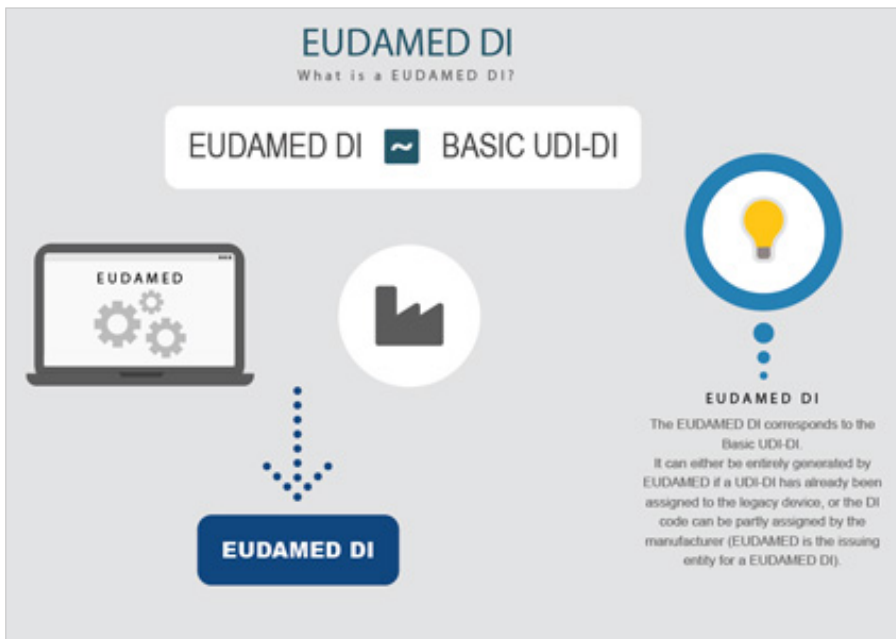 EUDAMED DI
What is a EUDAMED DI?
EUDAMED DI ~ BASIC UDI-DI
EUDAMED
EUDAMED DI
EUDAMED DI
The EUDAMED DI corresponds to the
Basic UDI-DI.
It can either be entirely generated by
EUDAMED if a UDI-DI has already been
assigned to the legacy device, or the DI
code can be partly assigned by the
manufacturer (EUDAMED is the issuing
entity for a EUDAMED DI).